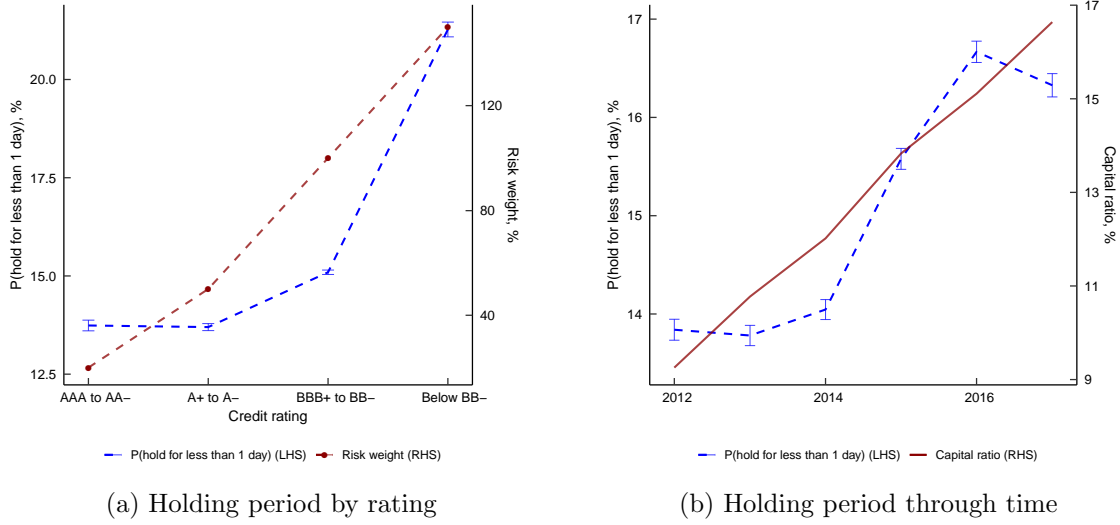 P(hold for less than 1 day), %
20.0
17.5
15.0
12.5
120
80
40
Risk weight, %
AAA to AA−
A+ to A−
BBB+ to BB−
Below BB−
Credit rating
P(hold for less than 1 day) (LHS)
Risk weight (RHS)
(a) Holding period by rating
P(hold for less than 1 day), %
17
16
15
14
17
15
13
11
9
Capital ratio, %
2012
2014
2016
P(hold for less than 1 day) (LHS)
Capital ratio (RHS)
(b) Holding period through time